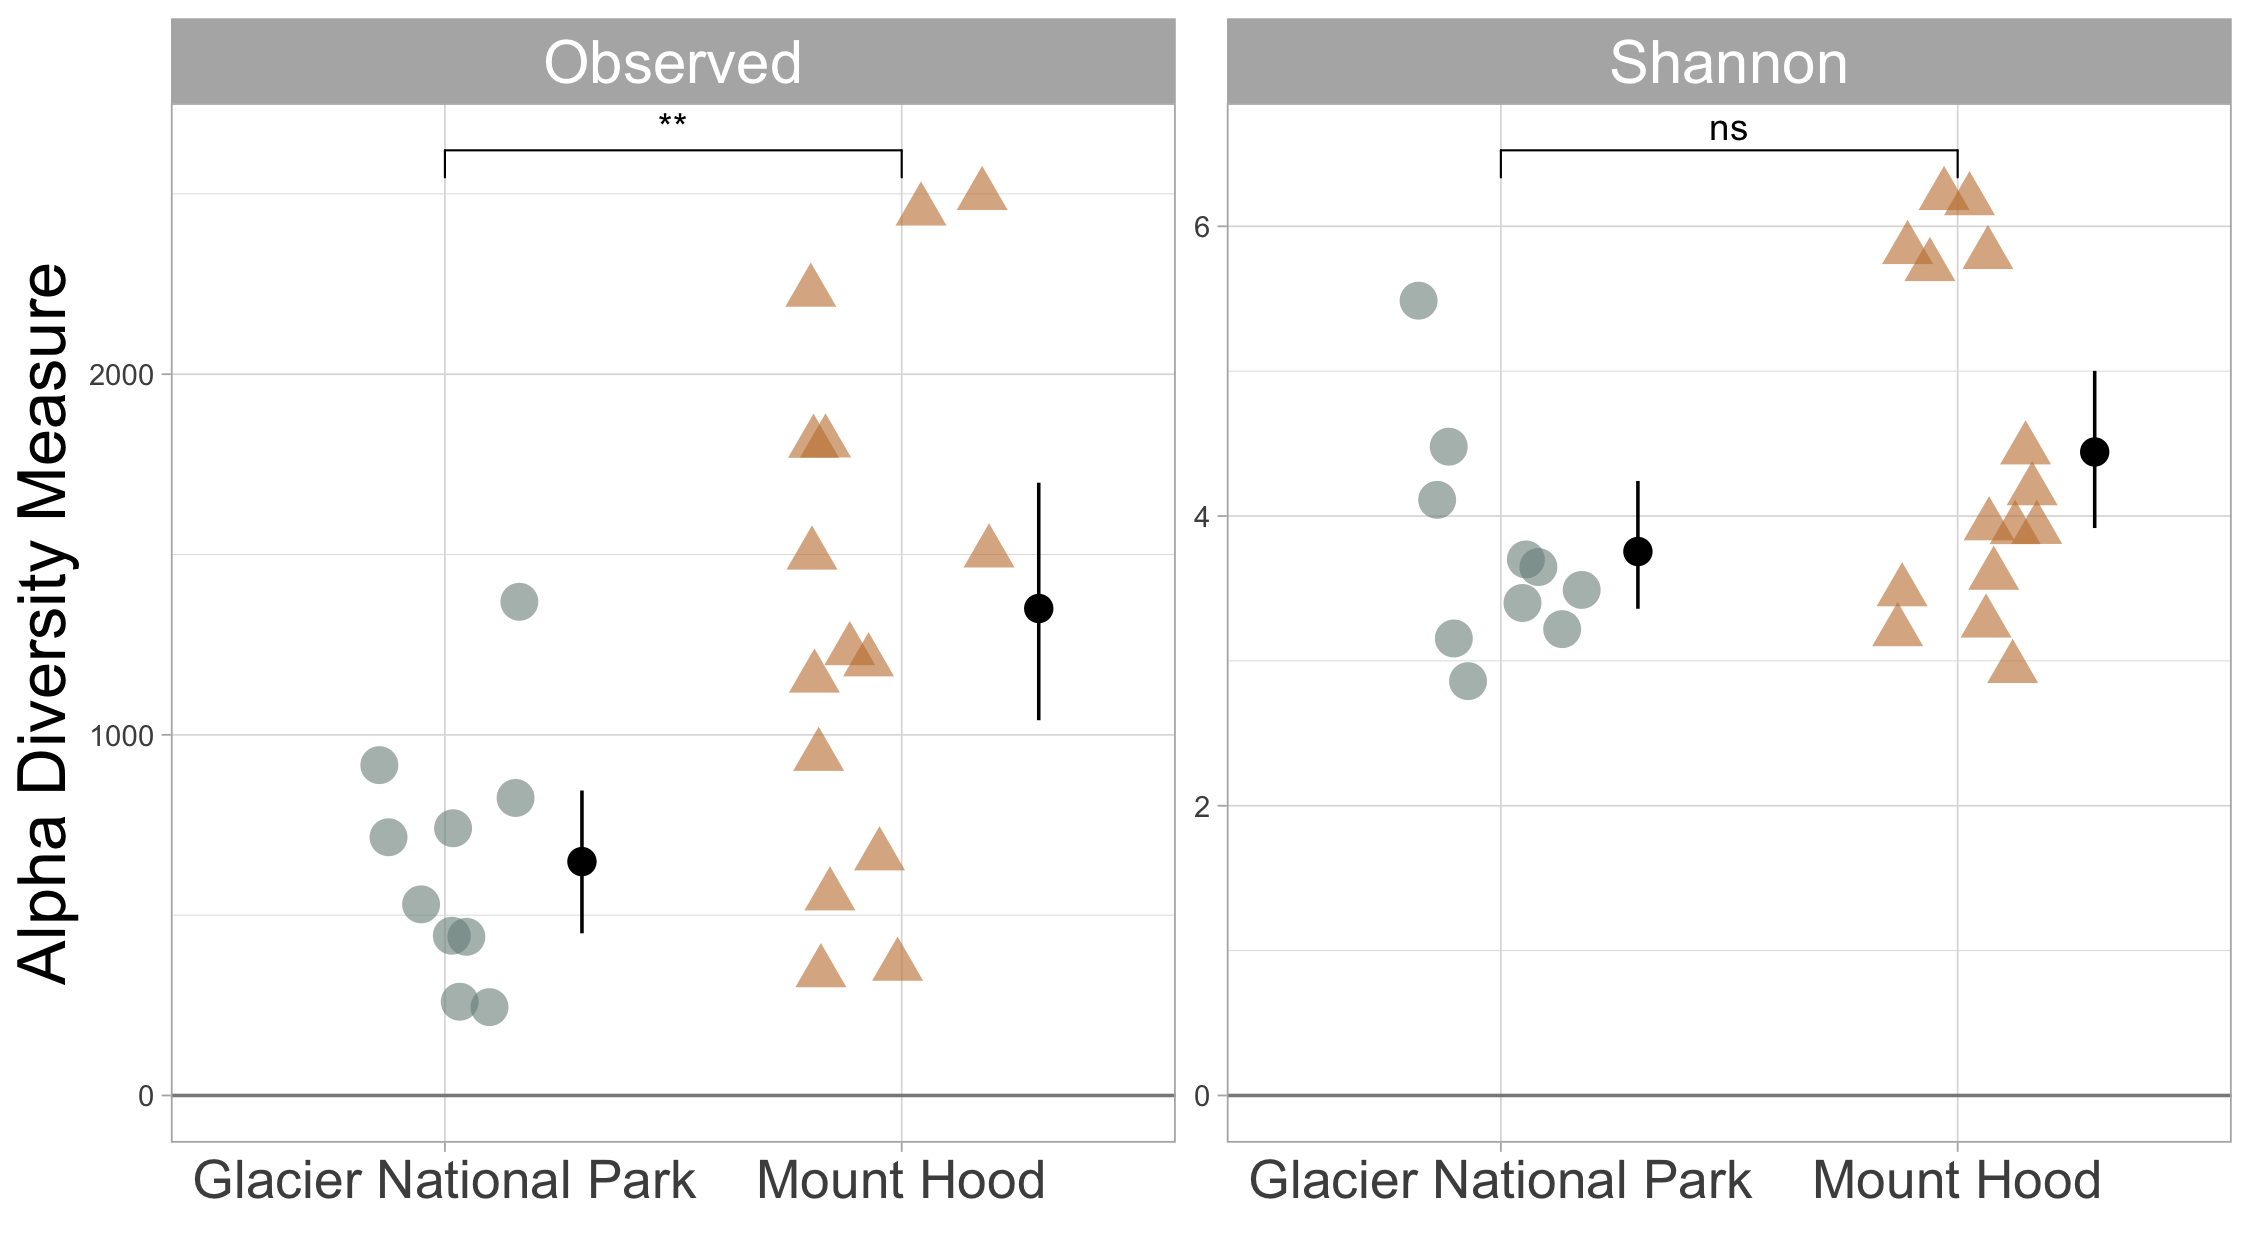 Observed
Shannon
Alpha Diversity Measure
**
ns
2000
1000
0
6
4
2
0
Glacier National Park
Mount Hood
Glacier National Park
Mount Hood